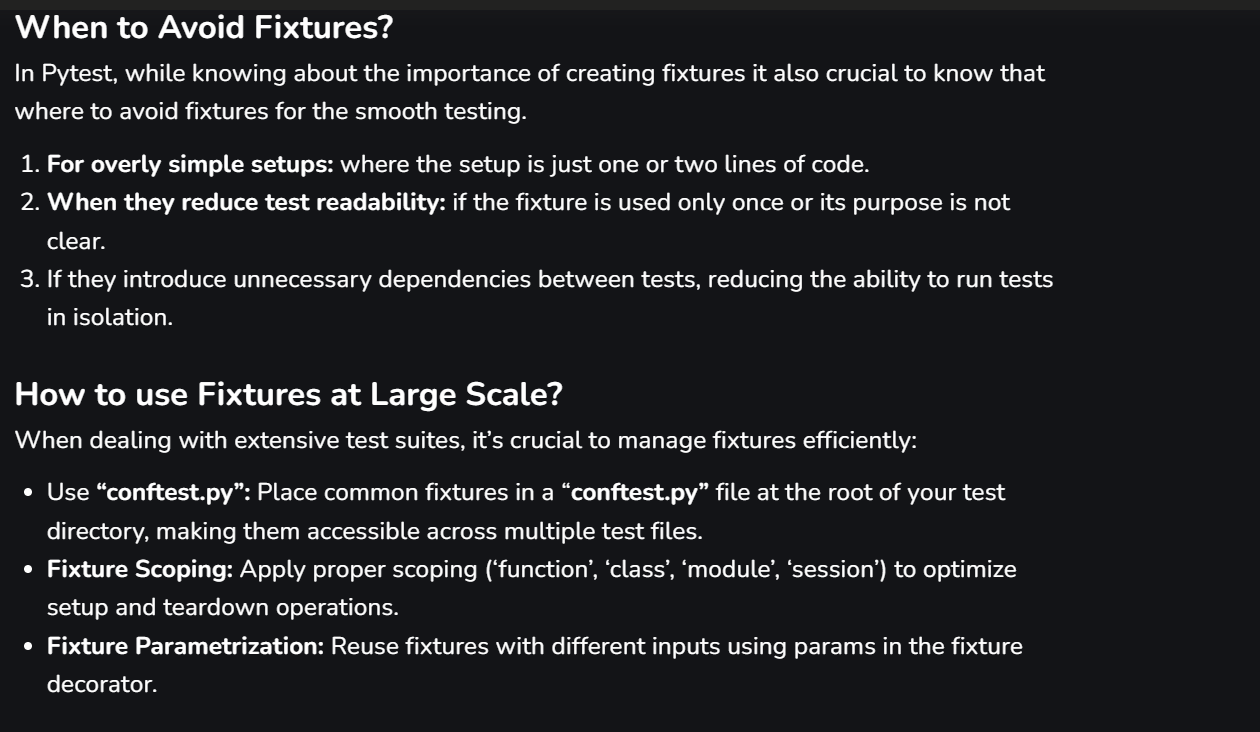 When to Avoid Fixtures?
In Pytest, while knowing about the importance of creating fixtures it also crucial to know that
where to avoid fixtures for the smooth testing.
1. For overly simple setups: where the setup is just one or two lines of code.
2. When they reduce test readability: if the fixture is used only once or its purpose is not
clear.
3. If they introduce unnecessary dependencies between tests, reducing the ability to run tests
in isolation.
How to use Fixtures at Large Scale?
When dealing with extensive test suites, it’s crucial to manage fixtures efficiently:
• Use “conftest.py”: Place common fixtures in a “conftest.py” file at the root of your test
directory, making them accessible across multiple test files.
• Fixture Scoping: Apply proper scoping (‘function’, ‘class’, ‘module’, ‘session’) to optimize
setup and teardown operations.
• Fixture Parametrization: Reuse fixtures with different inputs using params in the fixture
decorator.